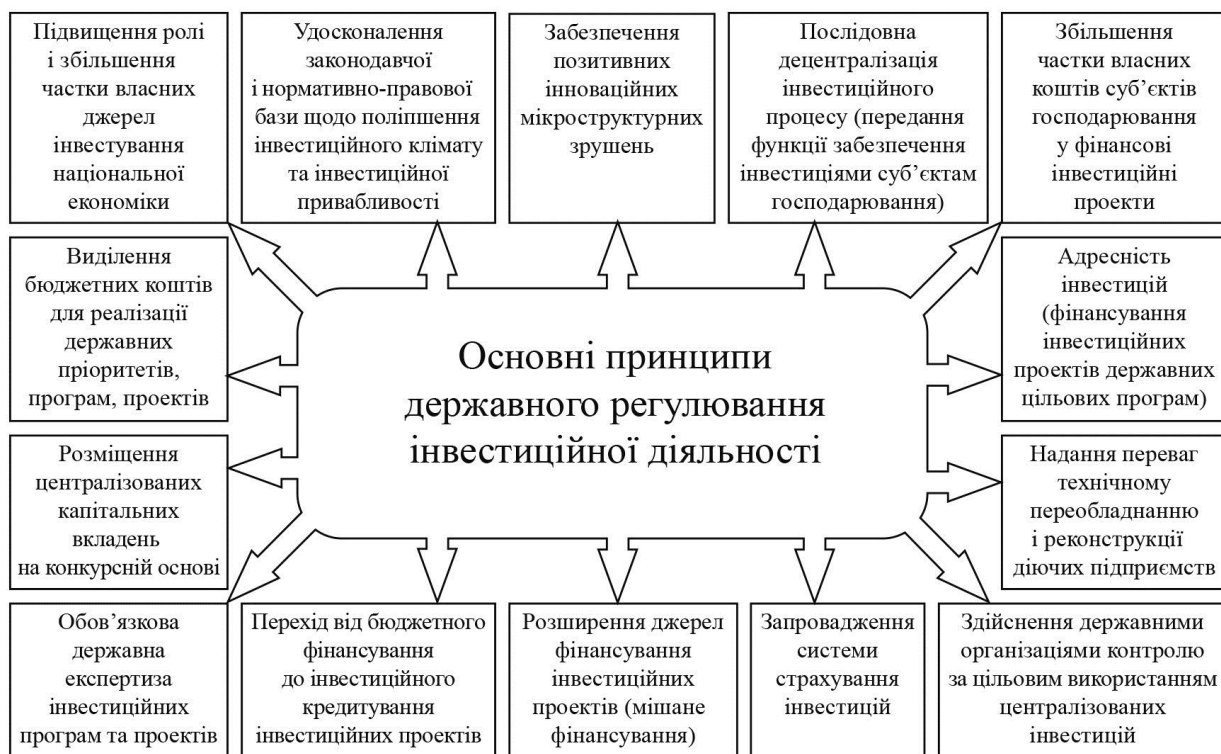 Підвищення ролі
і збільшення
частки власних
джерел
інвестування
національної
економіки
Удосконалення
законодавчої
і нормативно-правової
бази щодо поліпшення
інвестиційного клімату
та інвестиційної
привабливості
Забезпечення
позитивних
інноваційних
мікроструктурних
зрушень
Послідовна
децентралізація
інвестиційного
процесу (передання
функції забезпечення
інвестиціями суб’єктам
господарювання)
Збільшення
частки власних
коштів суб’єктів
господарювання
у фінансові
інвестиційні
проекти
Виділення
бюджетних коштів
для реалізації
державних
пріоритетів,
програм, проектів
Основні принципи
державного регулювання
інвестиційної діяльності
Адресність
інвестицій
(фінансування
інвестиційних
проектів державних
цільових програм)
Розміщення
централізованих
капітальних
вкладень
на конкурсній основі
Надання переваг
технічному
переобладнанню
і реконструкції
діючих підприємств
Обов’язкова
державна
експертиза
інвестиційних
програм та проектів
Перехід від бюджетного
фінансування
до інвестиційного
кредитування
інвестиційних проектів
Розширення джерел
фінансування
інвестиційних
проектів (мішане
фінансування)
Запровадження
системи
страхування
інвестицій
Здійснення державними
організаціями контролю
за цільовим використанням
централізованих
інвестицій